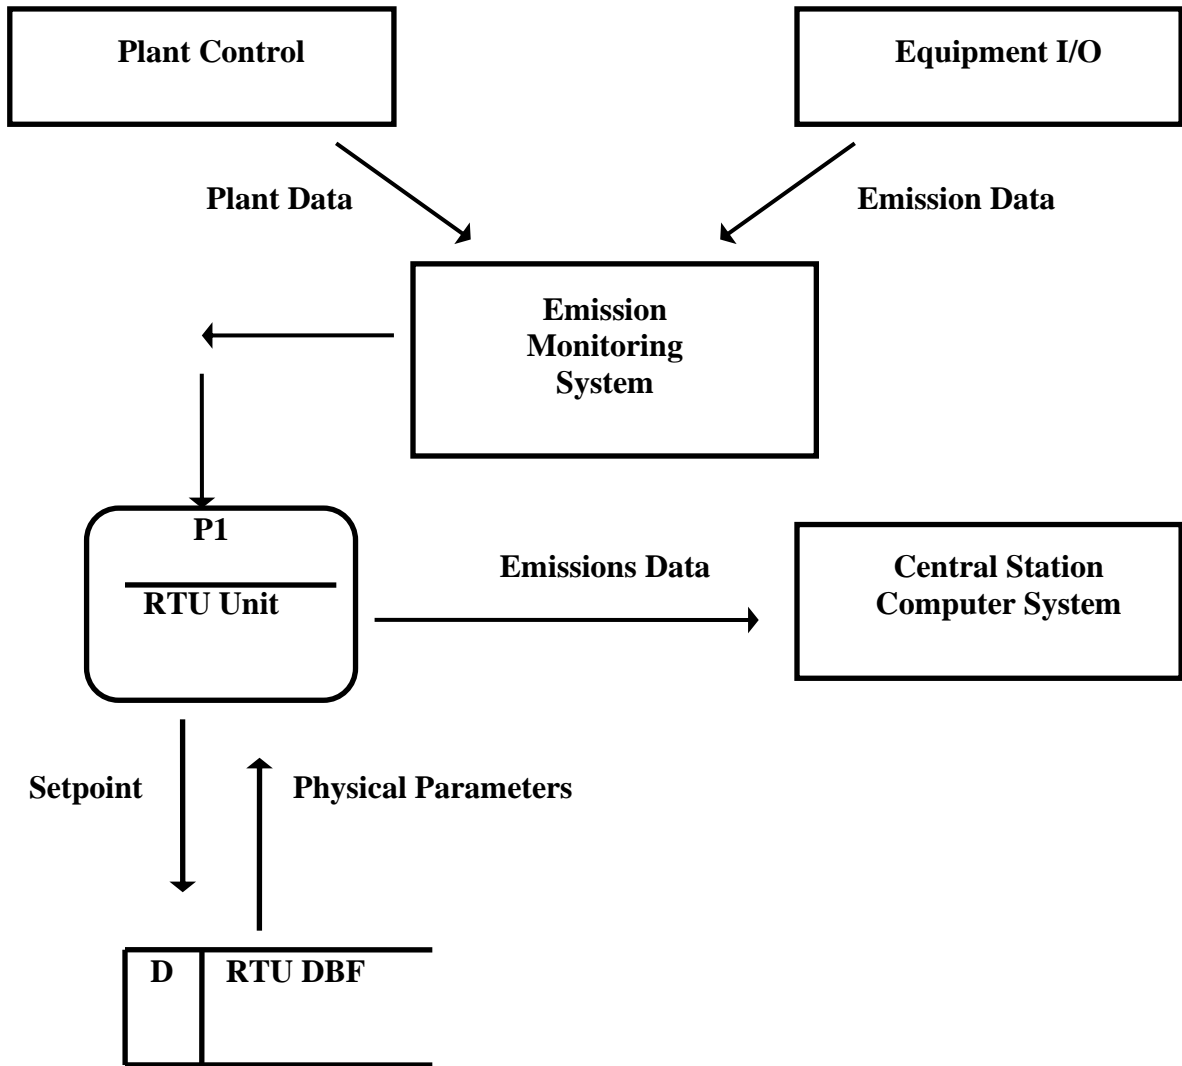 Plant Control
Equipment I/O
Plant Data
Emission Data
Emission
Monitoring
System
P1
RTU Unit
Emissions Data
Central Station
Computer System
Setpoint
Physical Parameters
D
RTU DBF